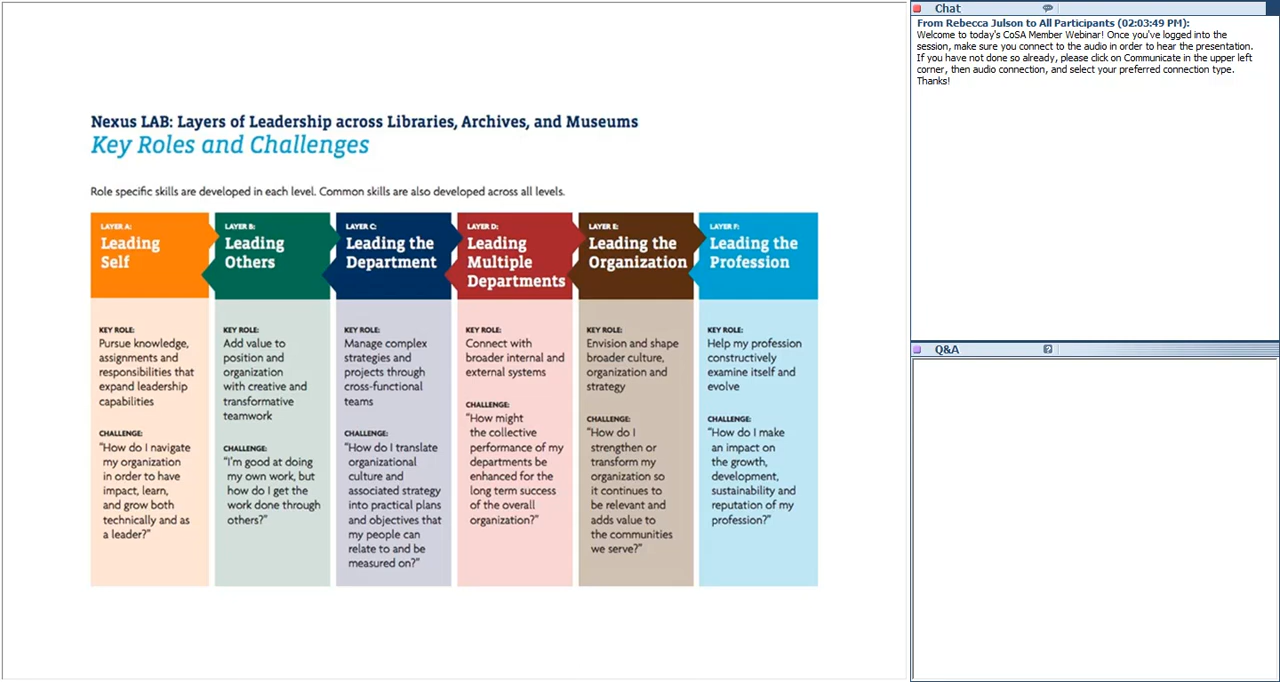 Nexus LAB: Layers of Leadership across Libraries, Archives, and Museums
Key Roles and Challenges
Role specific skills are developed in each level. Common skills are also developed across all levels.
LAYER A:
Leading
Self
KEY ROLE:
Pursue knowledge,
assignments and
responsibilities that
expand leadership
capabilities
CHALLENGE:
“How do I navigate
my organization
in order to have
impact, learn,
and grow both
technically and as
a leader?”
LAYER B:
Leading
Others
KEY ROLE:
Add value to
position and
organization
with creative and
transformative
teamwork
CHALLENGE:
“I’m good at doing
my own work, but
how do I get the
work done through
others?”
LAYER C:
Leading the
Department
KEY ROLE:
Manage complex
strategies and
projects through
cross-functional
teams
CHALLENGE:
“How do I translate
organizational
culture and
associated strategy
into practical plans
and objectives that
my people can
relate to and be
measured on?”
LAYER D:
Leading
Multiple
Departments
KEY ROLE:
Connect with
broader internal and
external systems
CHALLENGE:
“How might
the collective
performance of my
departments be
enhanced for the
long term success
of the overall
organization?”
LAYER E:
Leading the
Organization
KEY ROLE:
Envision and shape
broader culture,
organization and
strategy
CHALLENGE:
“How do I
strengthen or
transform my
organization so
it continues to
be relevant and
adds value to
the communities
we serve?”
LAYER F:
Leading the
Profession
KEY ROLE:
Help my profession
constructively
examine itself and
evolve
CHALLENGE:
“How do I make
an impact on
the growth,
development,
sustainability and
reputation of my
profession?”
Chat
From Rebecca Julson to All Participants (02:03:49 PM):
Welcome to today's CoSA Member Webinar! Once you've logged into the
session, make sure you connect to the audio in order to hear the presentation.
If you have not done so already, please click on Communicate in the upper left
corner, then audio connection, and select your preferred connection type.
Thanks!
Q&A